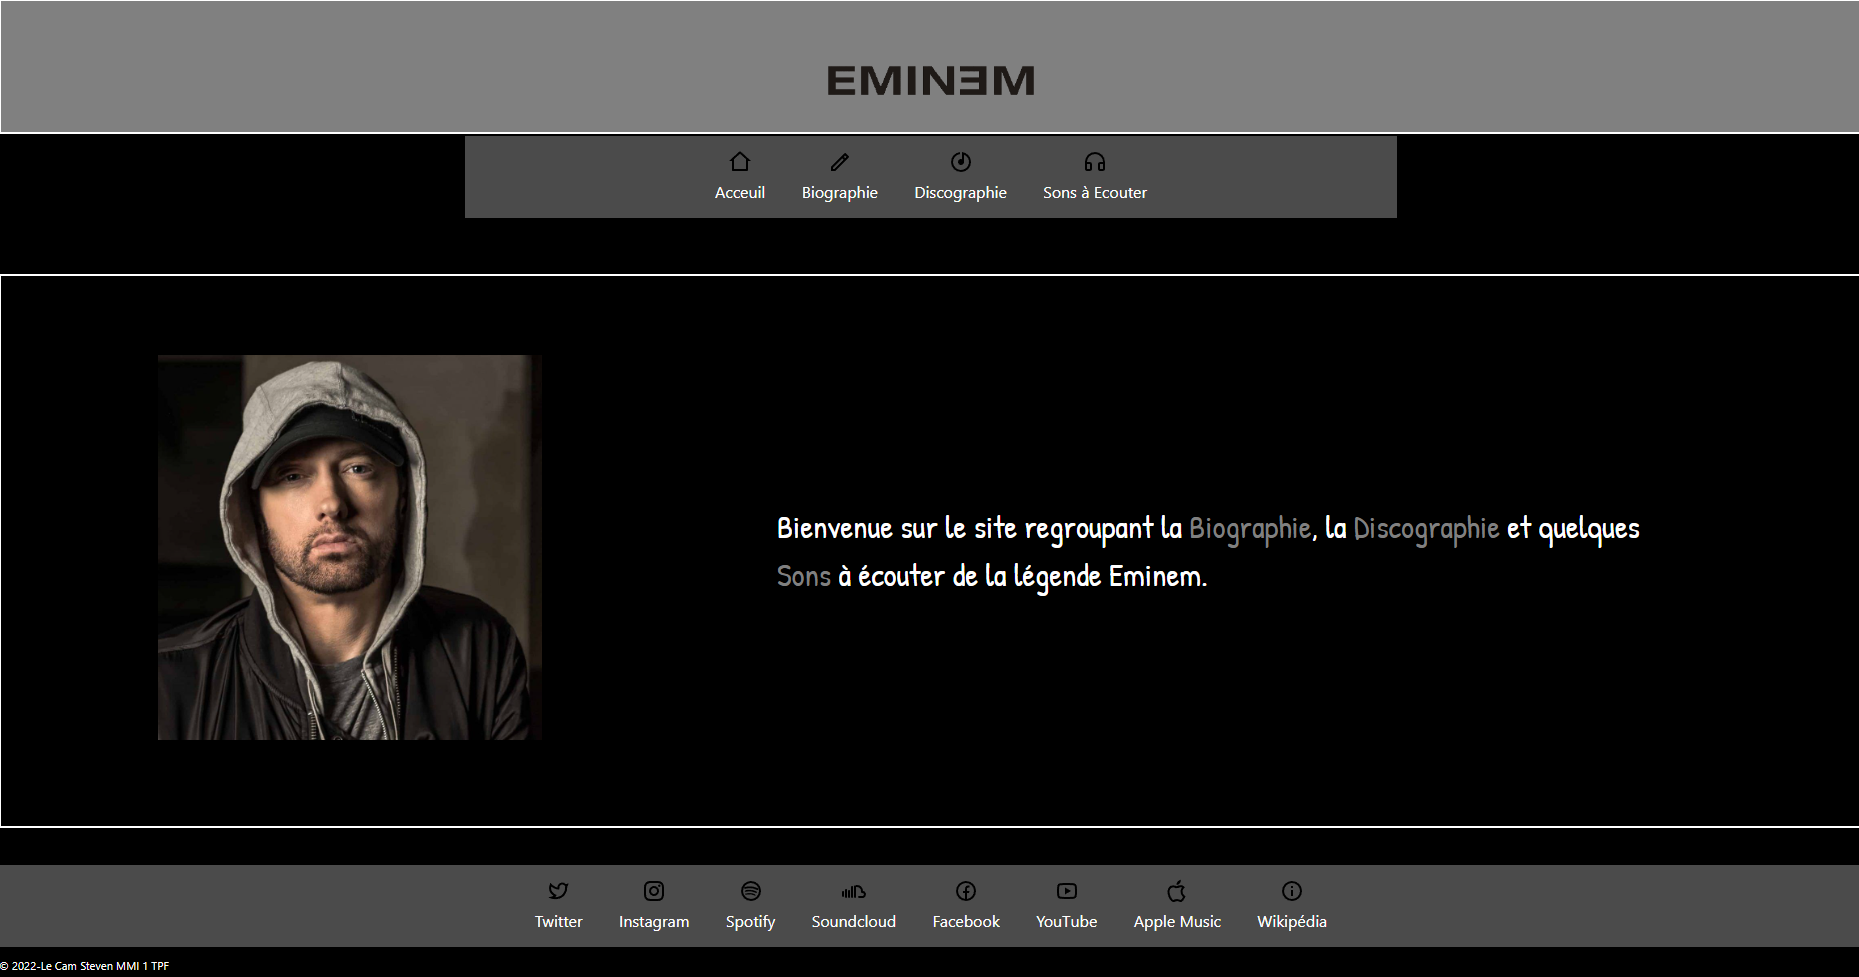 EMINƎM
Acceuil Biographie Discographie Sons à Ecouter
Bienvenue sur le site regroupant la Biographie, la Discographie et quelques
Sons à écouter de la légende Eminem.
Twitter Instagram Spotify Soundcloud Facebook YouTube Apple Music Wikipédia
© 2022-Le Cam Steven MMI 1 TPF